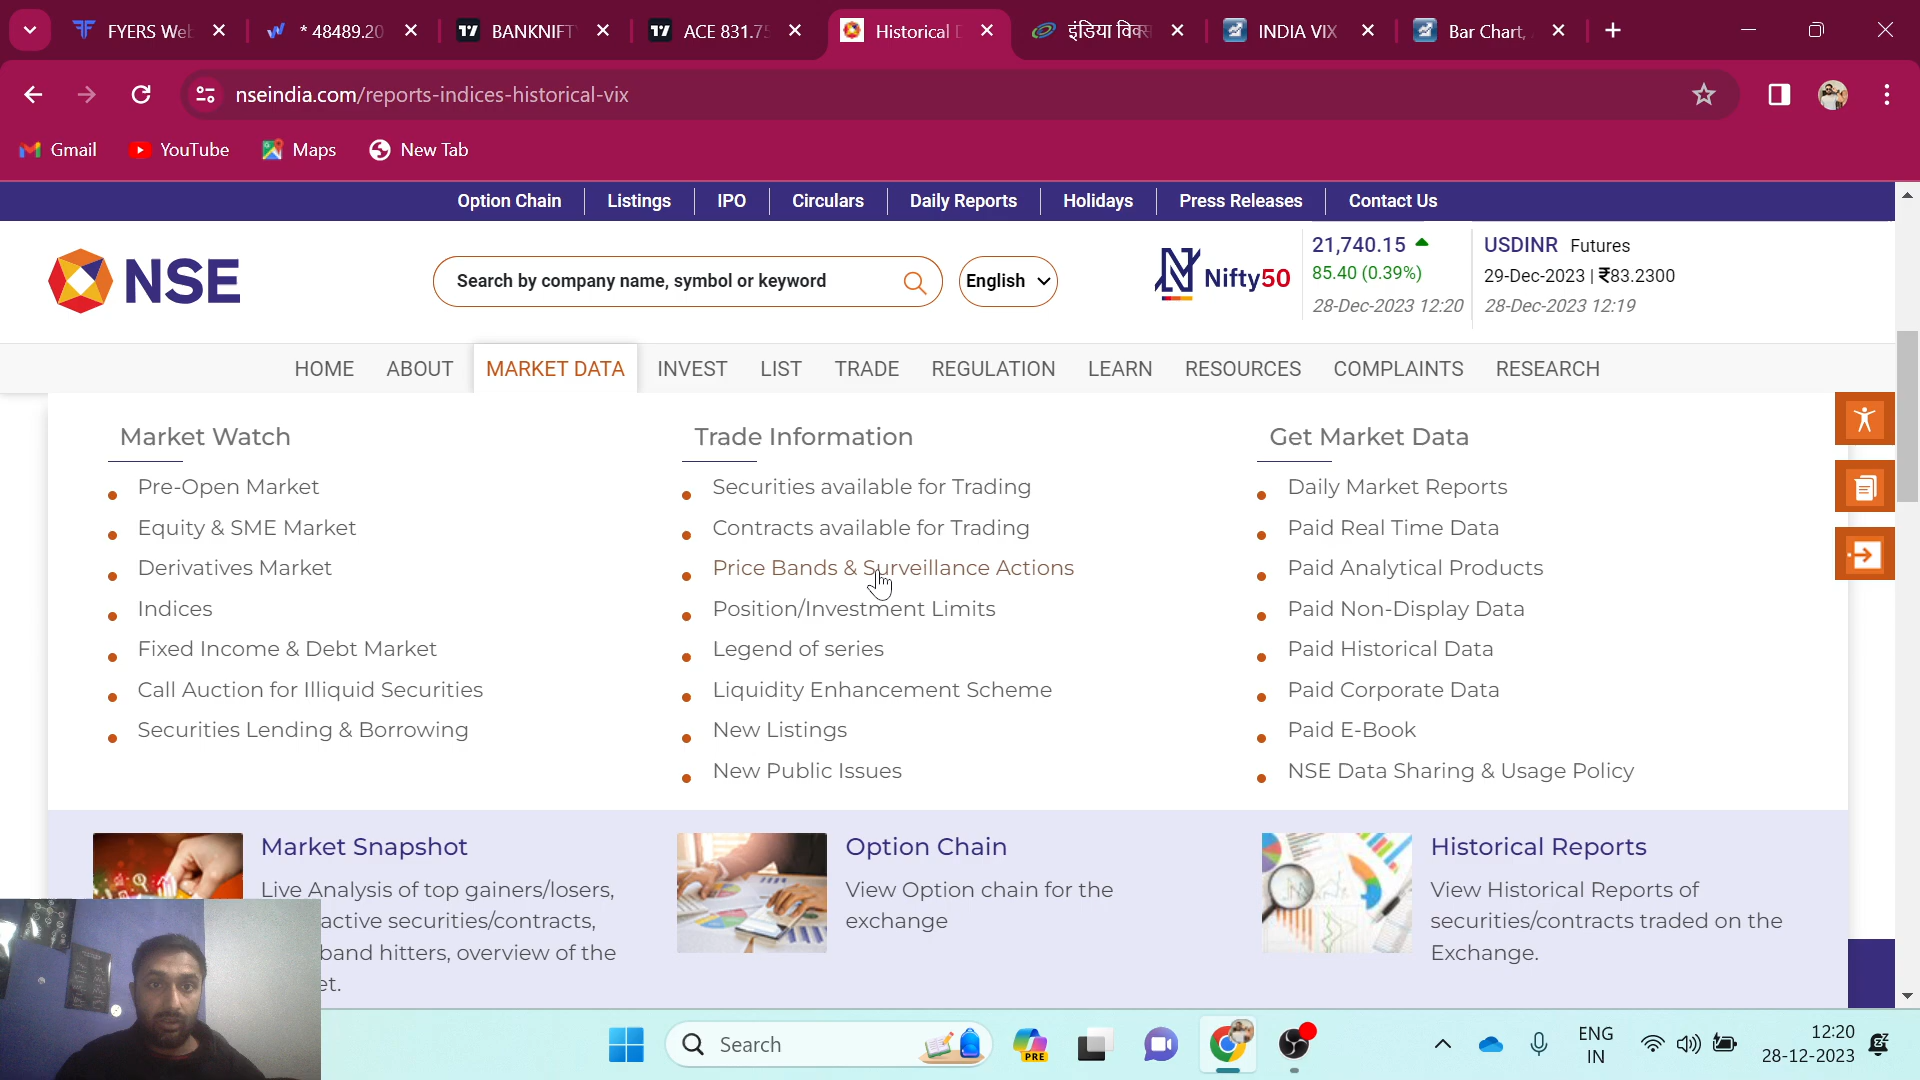 FYERS We
* 48489.20
BANKNIFT
ACE 831.7
Historical D
इंडिया विक्स
INDIA VIX
Bar Chart,
nseindia.com/reports-indices-historical-vix
Gmail
YouTube
Maps
New Tab
Option Chain
Listings
IPO
Circulars
Daily Reports
Holidays
Press Releases
Contact Us
NSE
Search by company name, symbol or keyword
English
Nifty50
21,740.15
85.40 (0.39%)
28-Dec-2023 12:20
USDINR Futures
29-Dec-2023 | ₹83.2300
28-Dec-2023 12:19
HOME
ABOUT
MARKET DATA
INVEST
LIST
TRADE
REGULATION
LEARN
RESOURCES
COMPLAINTS
RESEARCH
Market Watch
Pre-Open Market
Equity & SME Market
Derivatives Market
Indices
Fixed Income & Debt Market
Call Auction for Illiquid Securities
Securities Lending & Borrowing
Trade Information
Securities available for Trading
Contracts available for Trading
Price Bands & Surveillance Actions
Position/Investment Limits
Legend of series
Liquidity Enhancement Scheme
New Listings
New Public Issues
Get Market Data
Daily Market Reports
Paid Real Time Data
Paid Analytical Products
Paid Non-Display Data
Paid Historical Data
Paid Corporate Data
Paid E-Book
NSE Data Sharing & Usage Policy
Market Snapshot
Live Analysis of top gainers/losers,
active securities/contracts,
band hitters, overview of the
et.
Option Chain
View Option chain for the
exchange
Historical Reports
View Historical Reports of
securities/contracts traded on the
Exchange.
Search
PRE
ENG
IN
12:20
28-12-2023